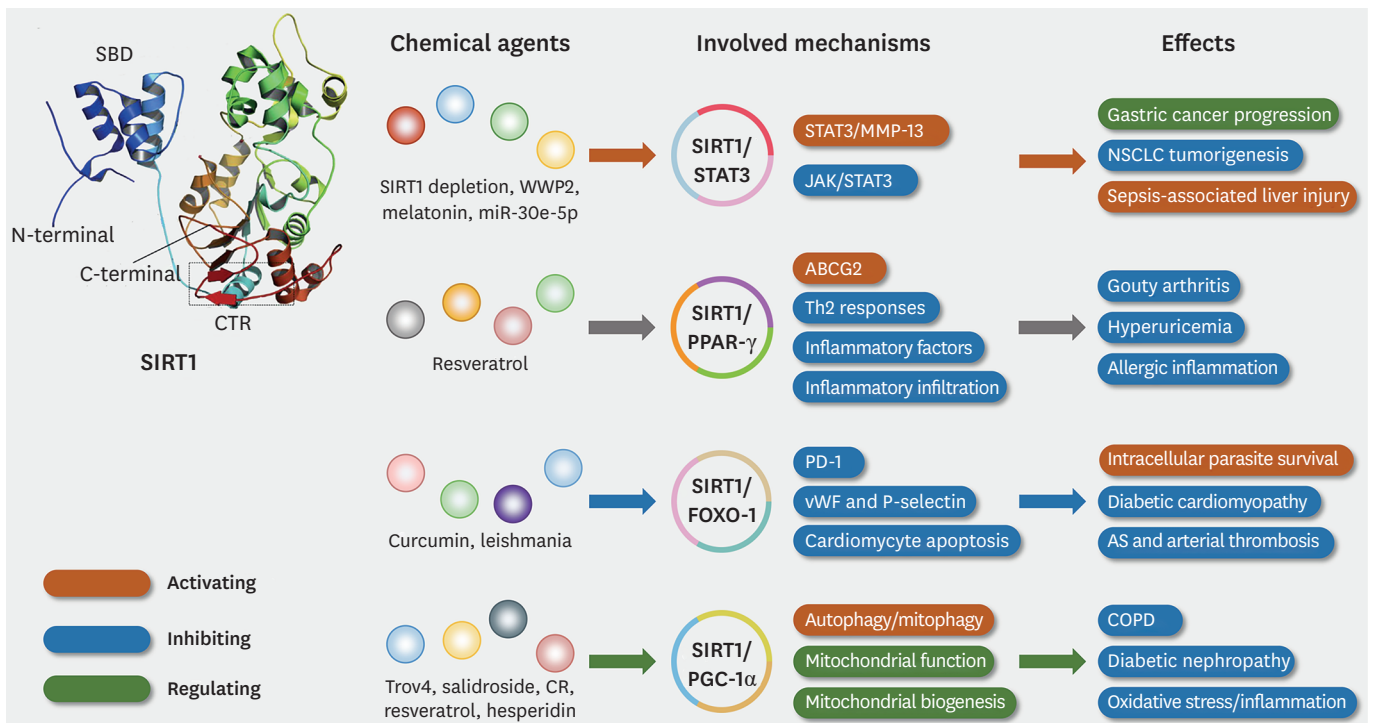 SBD
N-terminal
C-terminal
CTR
SIRT1
Activating
Inhibiting
Regulating
Chemical agents
Involved mechanisms
Effects
SIRT1 depletion, WWP2,
melatonin, miR-30e-5p
SIRT1/
STAT3
STAT3/MMP-13
JAK/STAT3
Gastric cancer progression
NSCLC tumorigenesis
Sepsis-associated liver injury
Resveratrol
SIRT1/
PPAR-γ
ABCG2
Th2 responses
Inflammatory factors
Inflammatory infiltration
Gouty arthritis
Hyperuricemia
Allergic inflammation
Curcumin, leishmania
SIRT1/
FOXO-1
PD-1
vWF and P-selectin
Cardiomycyte apoptosis
Intracellular parasite survival
Diabetic cardiomyopathy
AS and arterial thrombosis
Trov4, salidroside, CR,
resveratrol, hesperidin
SIRT1/
PGC-1α
Autophagy/mitophagy
Mitochondrial function
Mitochondrial biogenesis
COPD
Diabetic nephropathy
Oxidative stress/inflammation